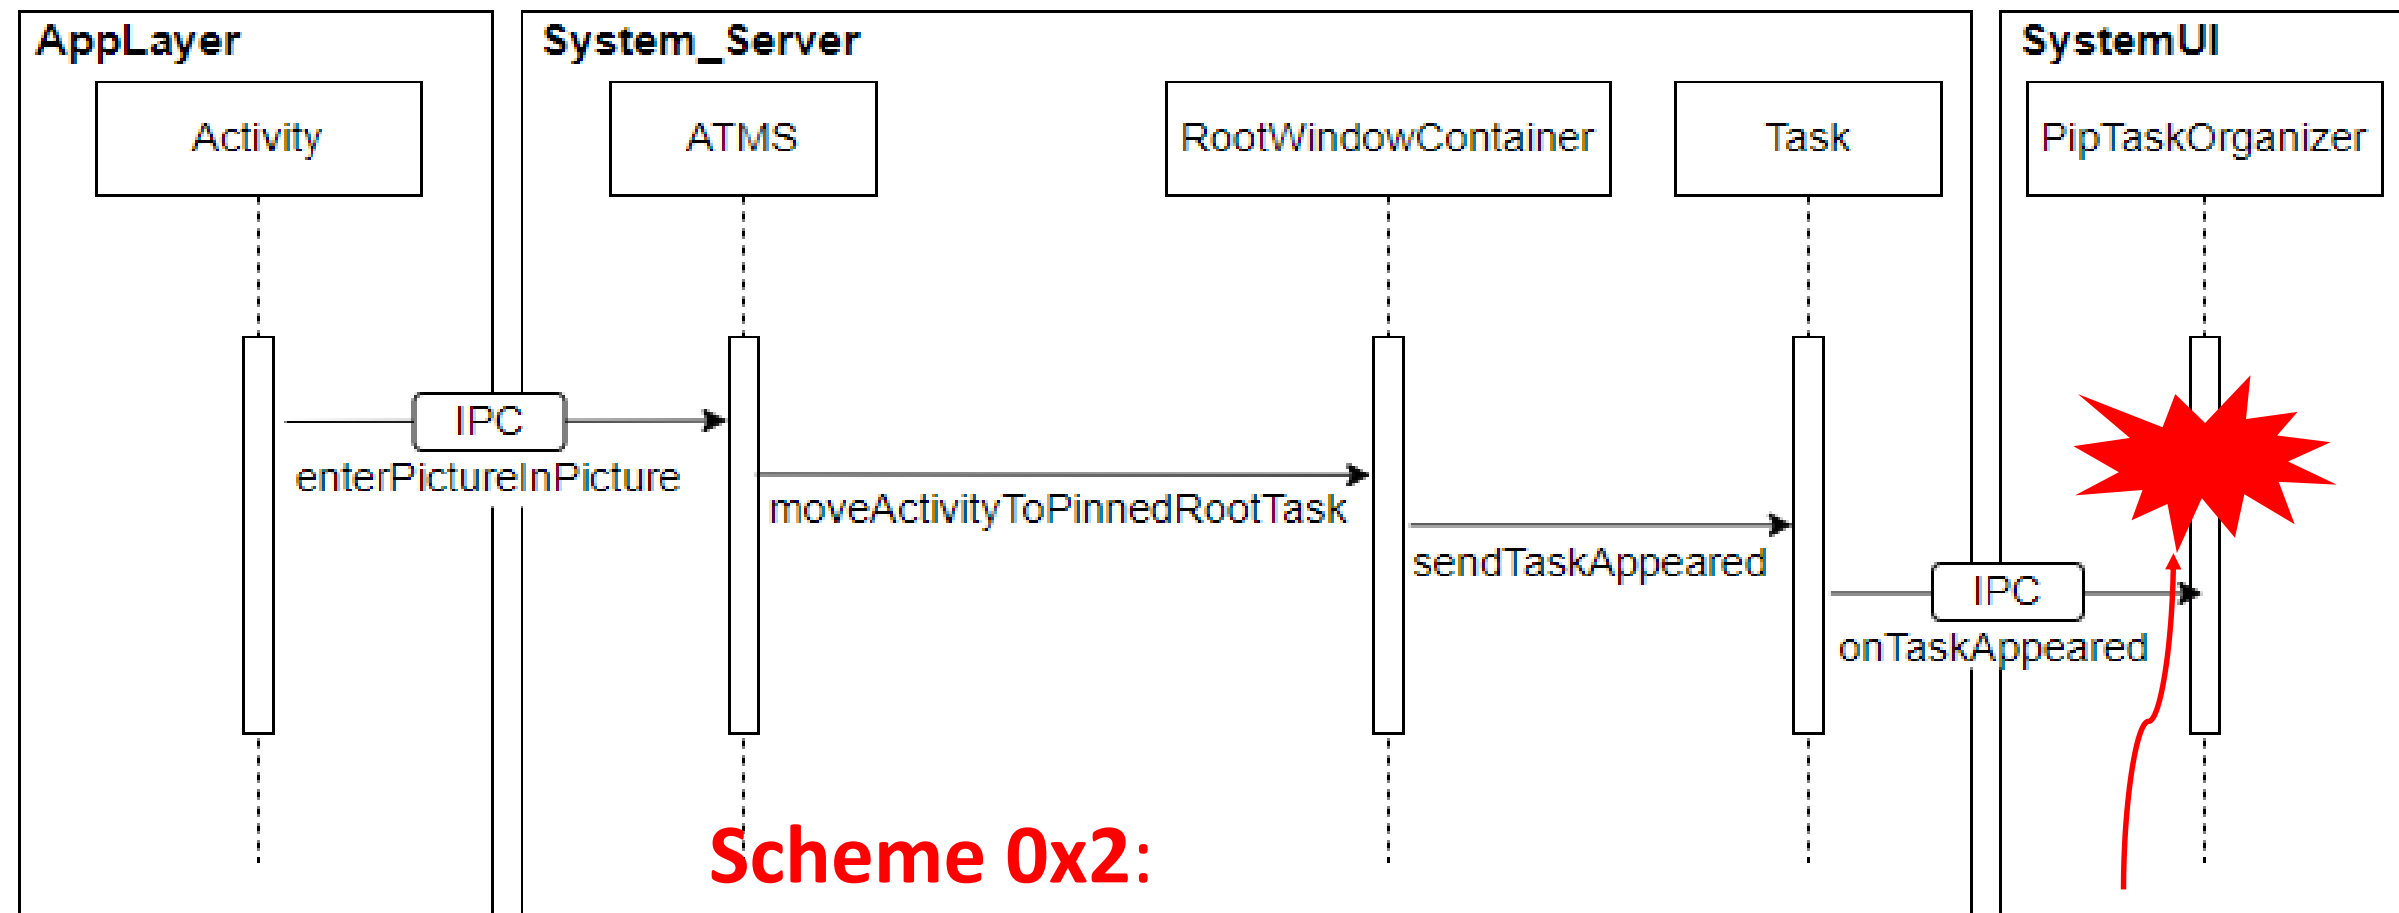 AppLayer
System_Server
SystemUI
Activity
ATMS
RootWindowContainer
Task
PipTaskOrganizer
IPC
enterPictureInPicture
moveActivityToPinnedRootTask
sendTaskAppeared
IPC
onTaskAppeared
Scheme 0x2: